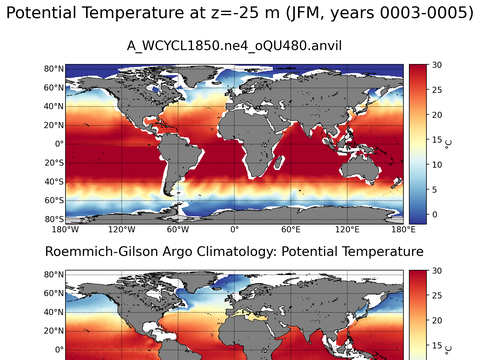 Potential Temperature at z=-25 m (JFM, years 0003-0005)
A_WCYCL1850.ne4_oQU480.anvil
80°N
60°N
40°N
20°N
0°
20°S
40°S
60°S
80°S
180°W 120°W 60°W 0° 60°E 120°E 180°E
30
25
20
15
10
5
0
°C
Roemmich-Gilson Argo Climatology: Potential Temperature
80°N
60°N
40°N
20°N
0°
30
25
20
15
°C